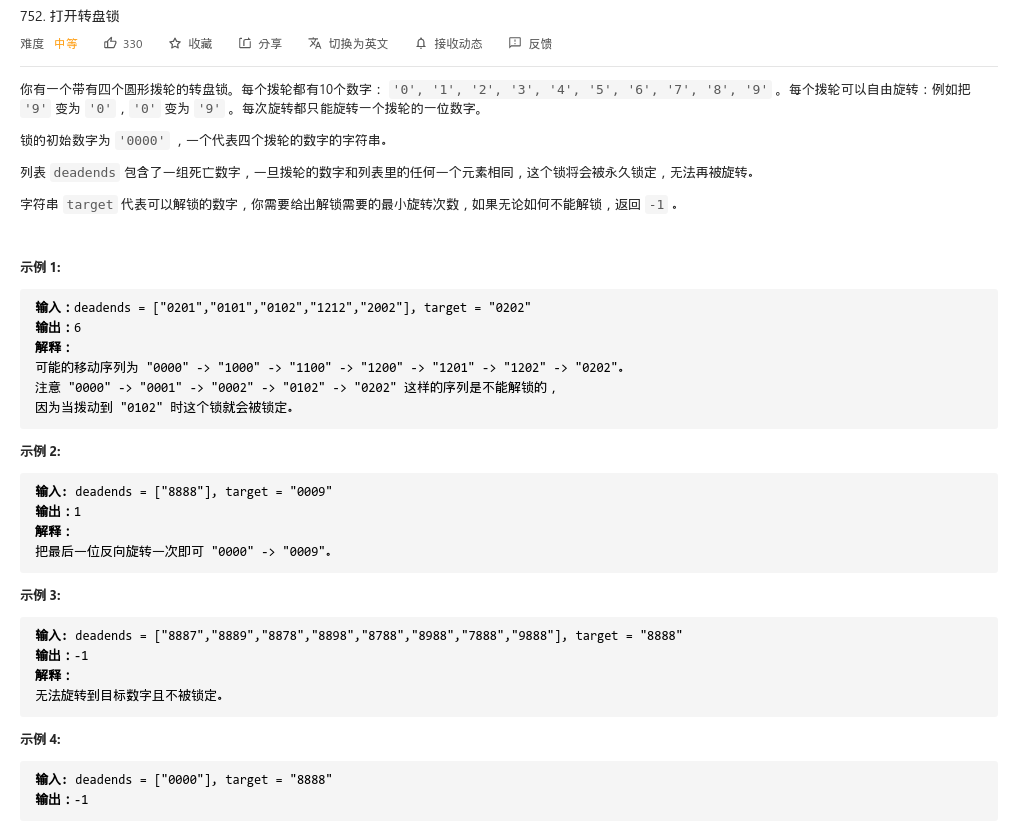 752. 打开转盘锁
难度 中等 330 收藏 分享 切换为英文 接收动态 反馈
你有一个带有四个圆形拨轮的转盘锁。每个拨轮都有10个数字： '0', '1', '2', '3', '4', '5', '6', '7', '8', '9' 。每个拨轮可以自由旋转：例如把
'9' 变为 '0'，'0' 变为 '9' 。每次旋转都只能旋转一个拨轮的一位数字。
锁的初始数字为 '0000' ，一个代表四个拨轮的数字的字符串。
列表 deadends 包含了一组死亡数字，一旦拨轮的数字和列表里的任何一个元素相同，这个锁将会被永久锁定，无法再被旋转。
字符串 target 代表可以解锁的数字，你需要给出解锁需要的最小旋转次数，如果无论如何不能解锁，返回 -1 。
示例 1:
输入：deadends = ["0201","0101","0102","1212","2002"], target = "0202"
输出：6
解释：
可能的移动序列为 "0000" -> "1000" -> "1100" -> "1200" -> "1201" -> "1202" -> "0202"。
注意 "0000" -> "0001" -> "0002" -> "0102" -> "0202" 这样的序列是不能解锁的，
因为当拨动到 "0102" 时这个锁就会被锁定。
示例 2:
输入: deadends = ["8888"], target = "0009"
输出：1
解释：
把最后一位反向旋转一次即可 "0000" -> "0009"。
示例 3:
输入: deadends = ["8887","8889","8878","8898","8788","8988","7888","9888"], target = "8888"
输出：-1
解释：
无法旋转到目标数字且不被锁定。
示例 4:
输入: deadends = ["0000"], target = "8888"
输出：-1